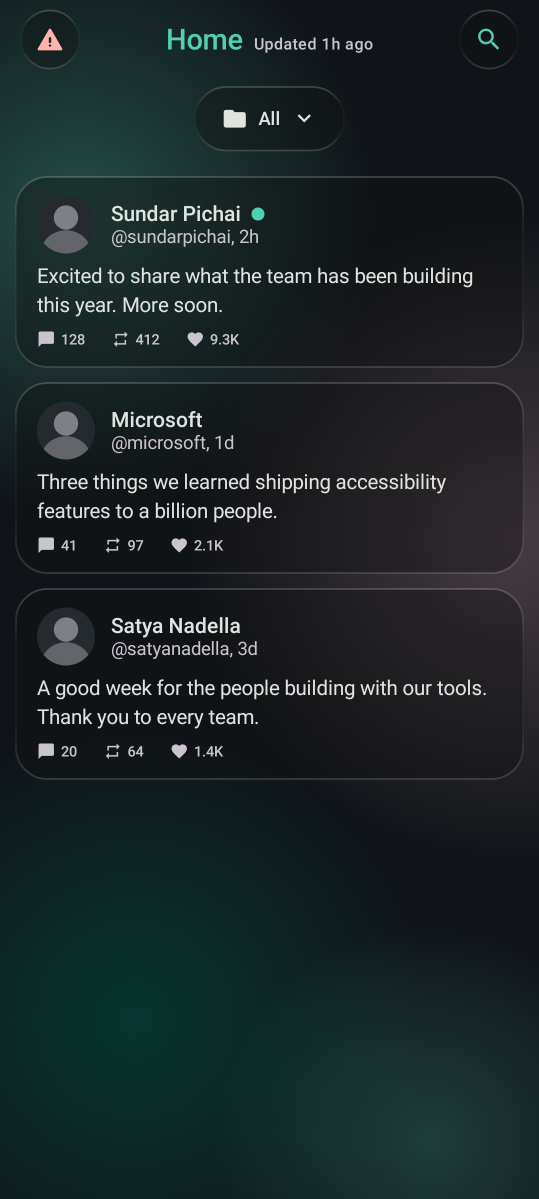 Home Updated 1h ago
All
Sundar Pichai
@sundarpichai, 2h
Excited to share what the team has been building
this year. More soon.
128 412 9.3K
Microsoft
@microsoft, 1d
Three things we learned shipping accessibility
features to a billion people.
41 97 2.1K
Satya Nadella
@satyanadella, 3d
A good week for the people building with our tools.
Thank you to every team.
20 64 1.4K